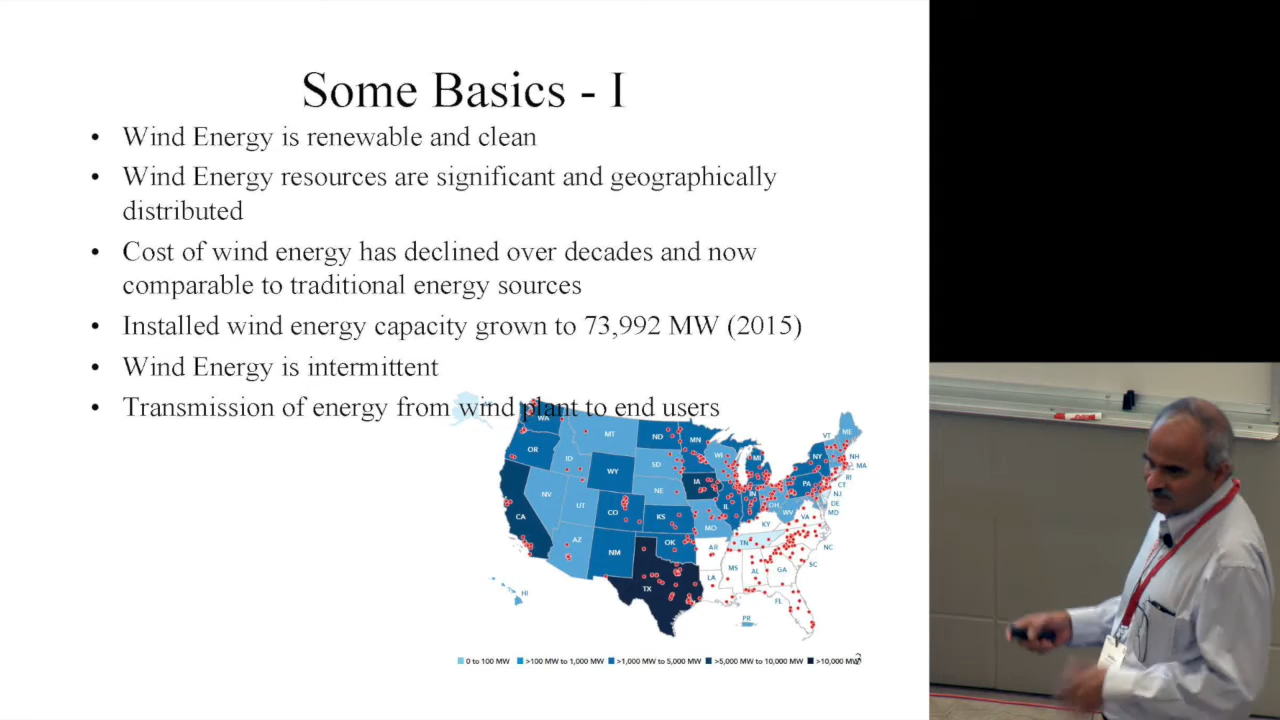 Some Basics - I
• Wind Energy is renewable and clean
• Wind Energy resources are significant and geographically
distributed
• Cost of wind energy has declined over decades and now
comparable to traditional energy sources
• Installed wind energy capacity grown to 73,992 MW (2015)
• Wind Energy is intermittent
• Transmission of energy from wind plant to end users
WA
MT
ND
MN
VT
ME
OR
ID
SD
WI
MI
NY
NH
MA
WY
RI
CT
NE
IA
PA
NJ
NV
UT
CO
IL
IN
OH
DE
MD
CA
KS
MO
WV
VA
KY
AZ
NM
OK
AR
TN
NC
TX
LA
MS
AL
GA
SC
HI
FL
PR
0 to 100 MW >100 MW to 1,000 MW >1,000 MW to 5,000 MW >5,000 MW to 10,000 MW >10,000 MW
3